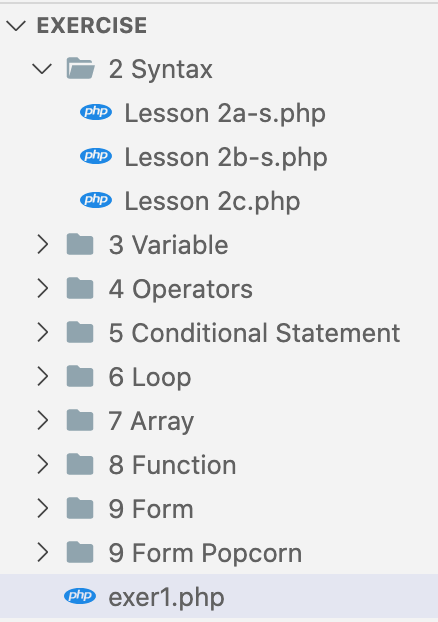 EXERCISE
2 Syntax
php Lesson 2a-s.php
php Lesson 2b-s.php
php Lesson 2c.php
3 Variable
4 Operators
5 Conditional Statement
6 Loop
7 Array
8 Function
9 Form
9 Form Popcorn
php exer1.php